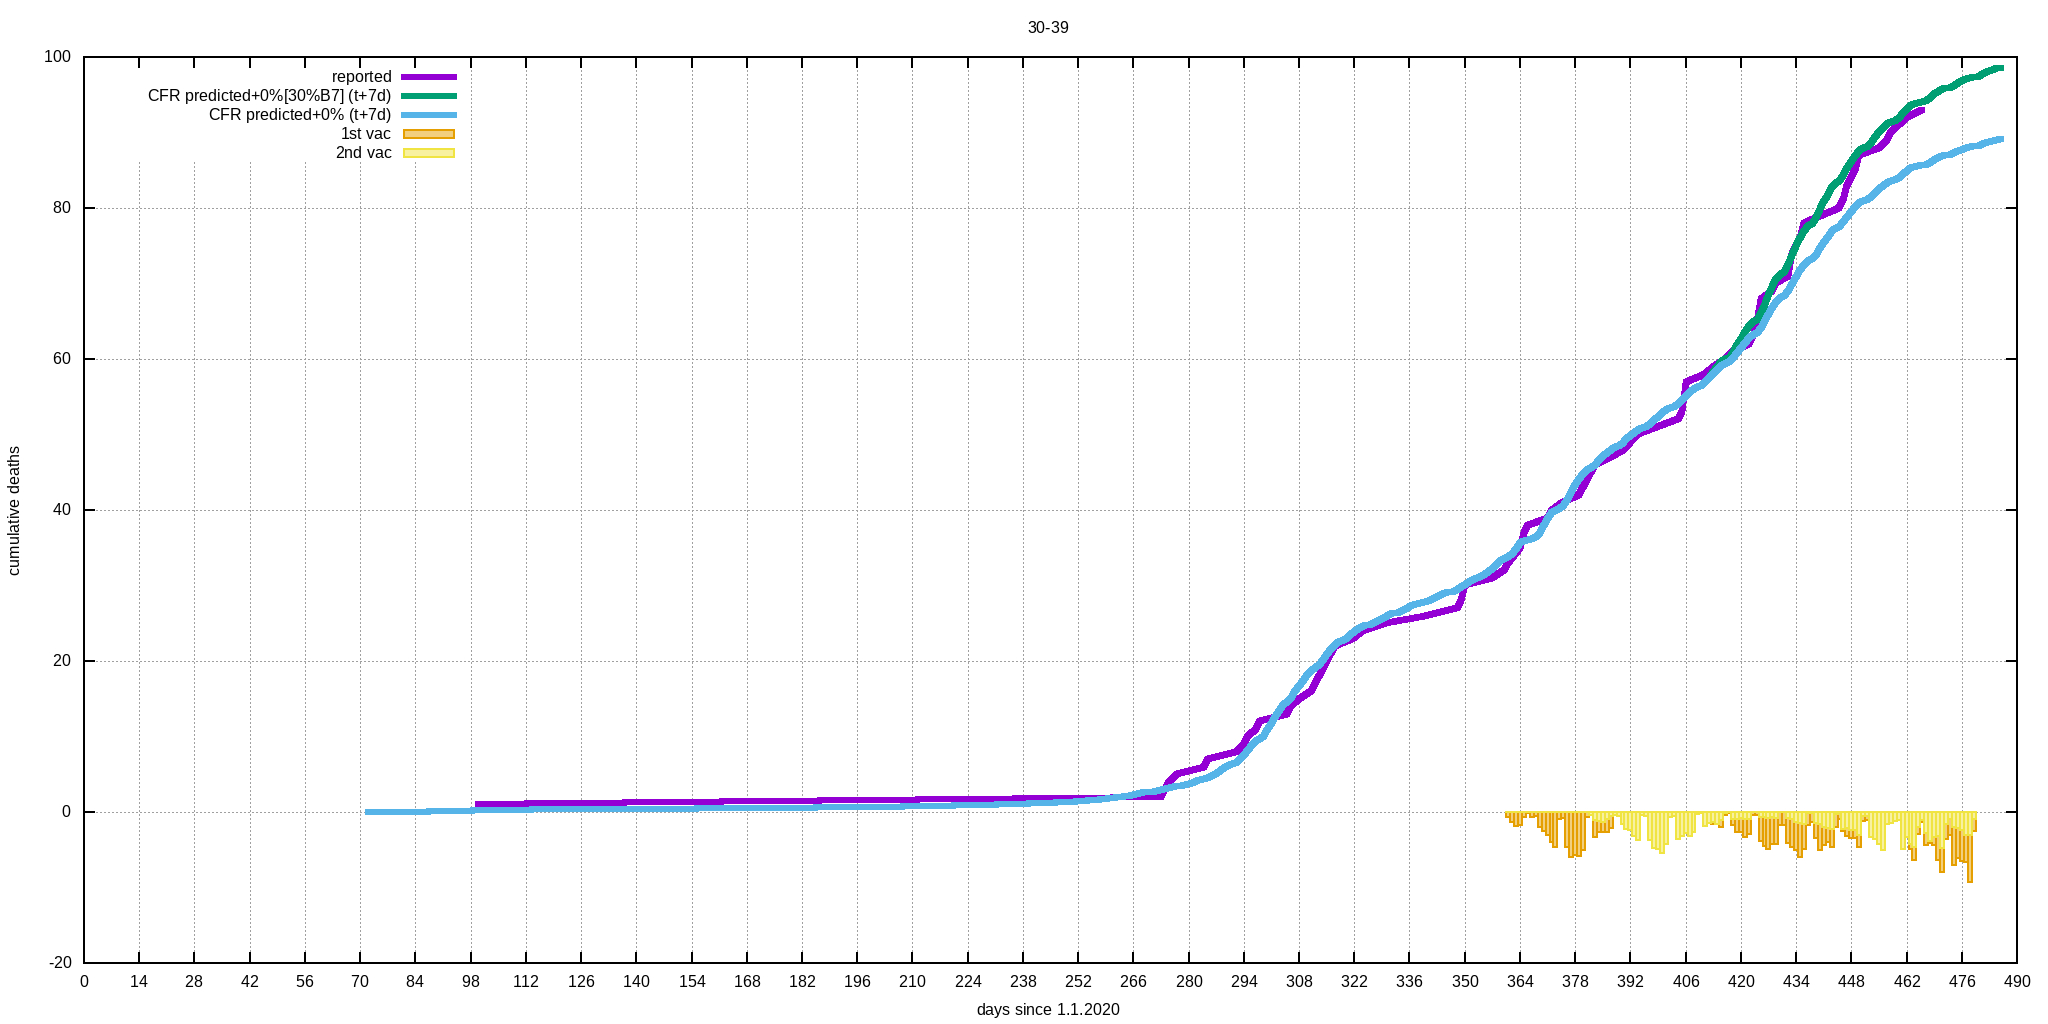 30-39
100
80
60
40
20
0
-20
cumulative deaths
reported
CFR predicted+0%[30%B7] (t+7d)
CFR predicted+0% (t+7d)
1st vac
2nd vac
0 14 28 42 56 70 84 98 112 126 140 154 168 182 196 210 224 238 252 266 280 294 308 322 336 350 364 378 392 406 420 434 448 462 476 490
days since 1.1.2020